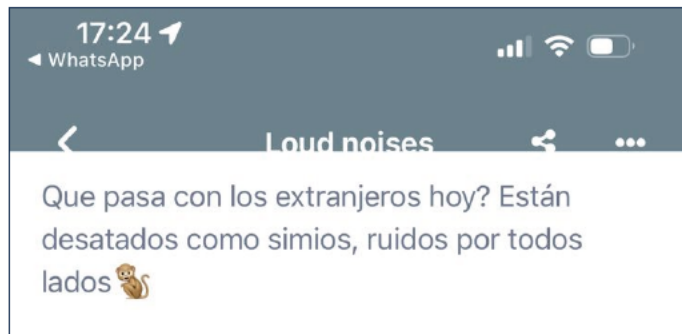 17:24
WhatsApp
Loud noises
Que pasa con los extranjeros hoy? Están
desatados como simios, ruidos por todos
lados🐒